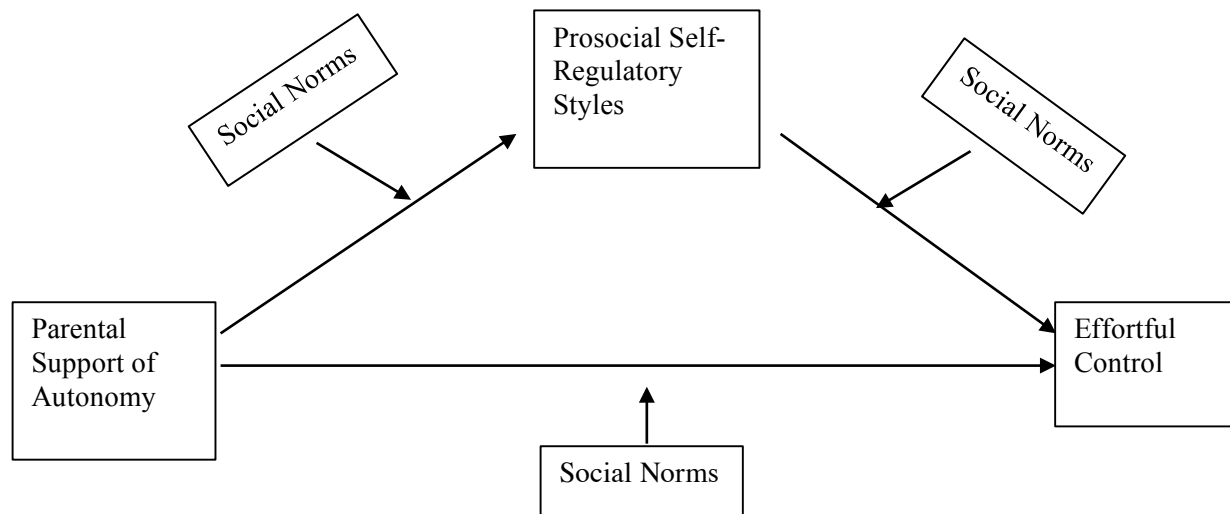 Social Norms
Prosocial Self-
Regulatory
Styles
Social Norms
Parental
Support of
Autonomy
Effortful
Control
Social Norms